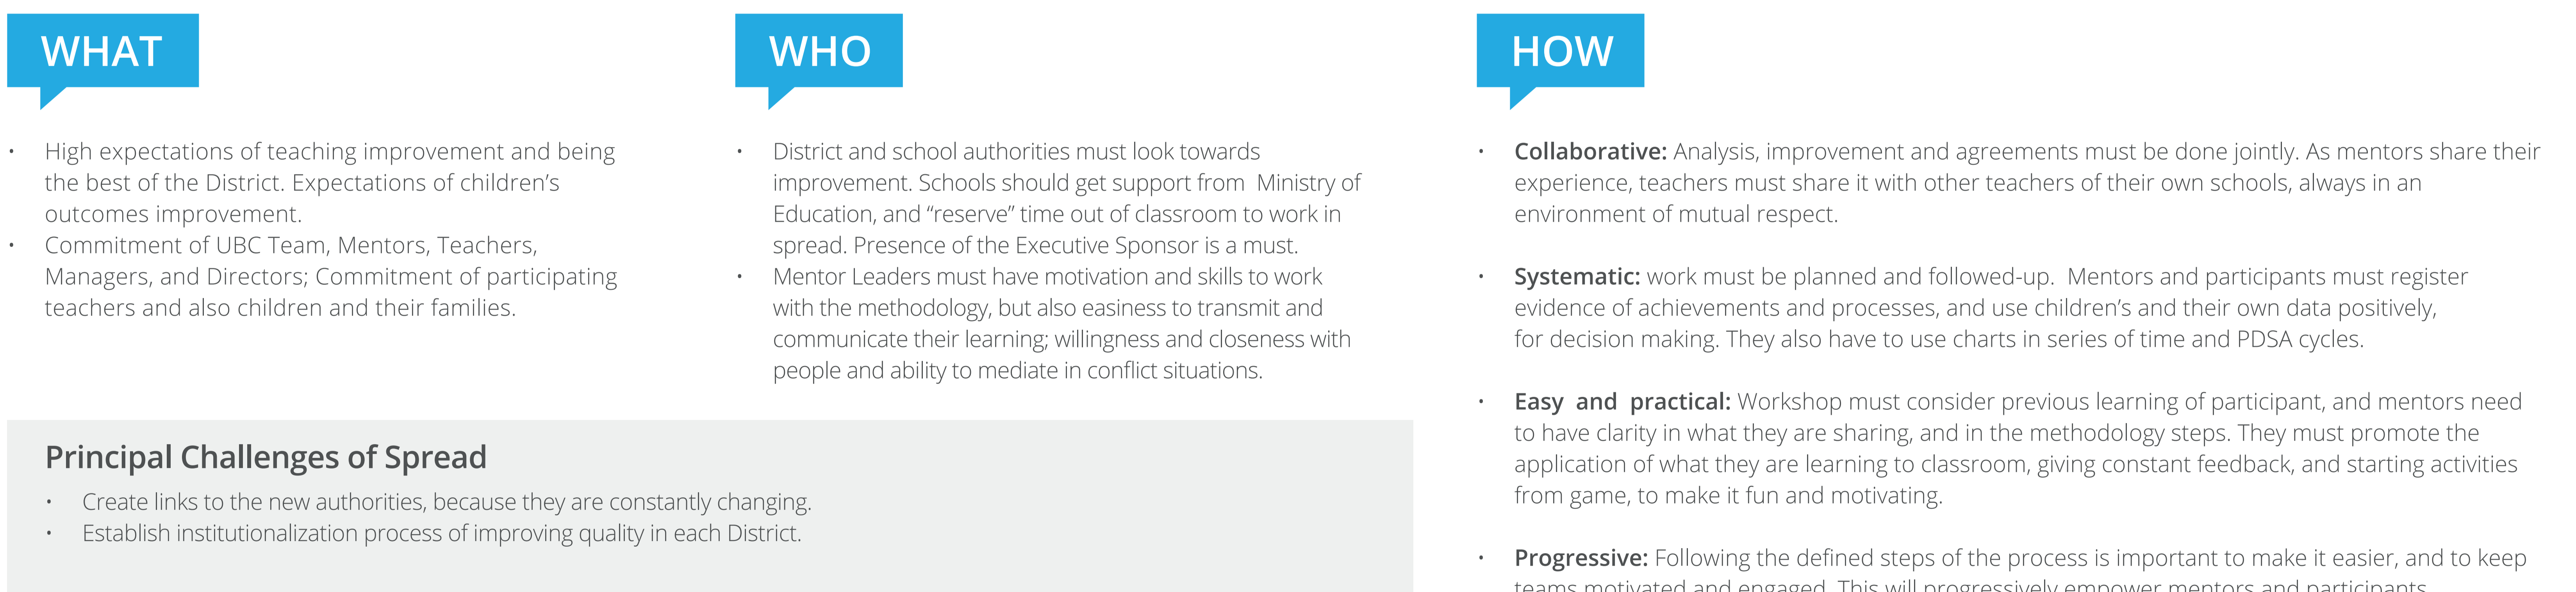 WHAT
• High expectations of teaching improvement and being
the best of the District. Expectations of children’s
outcomes improvement.
• Commitment of UBC Team, Mentors, Teachers,
Managers, and Directors; Commitment of participating
teachers and also children and their families.
WHO
• District and school authorities must look towards
improvement. Schools should get support from  Ministry of
Education, and “reserve” time out of classroom to work in
spread. Presence of the Executive Sponsor is a must.
• Mentor Leaders must have motivation and skills to work
with the methodology, but also easiness to transmit and
communicate their learning; willingness and closeness with
people and ability to mediate in conflict situations.
Principal Challenges of Spread
• Create links to the new authorities, because they are constantly changing.
• Establish institutionalization process of improving quality in each District.
HOW
• Collaborative: Analysis, improvement and agreements must be done jointly. As mentors share their
experience, teachers must share it with other teachers of their own schools, always in an
environment of mutual respect.
• Systematic: work must be planned and followed-up.  Mentors and participants must register
evidence of achievements and processes, and use children’s and their own data positively,
for decision making. They also have to use charts in series of time and PDSA cycles.
• Easy  and  practical: Workshop must consider previous learning of participant, and mentors need
to have clarity in what they are sharing, and in the methodology steps. They must promote the
application of what they are learning to classroom, giving constant feedback, and starting activities
from game, to make it fun and motivating.
• Progressive: Following the defined steps of the process is important to make it easier, and to keep
teams motivated and engaged. This will progressively empower mentors and participants